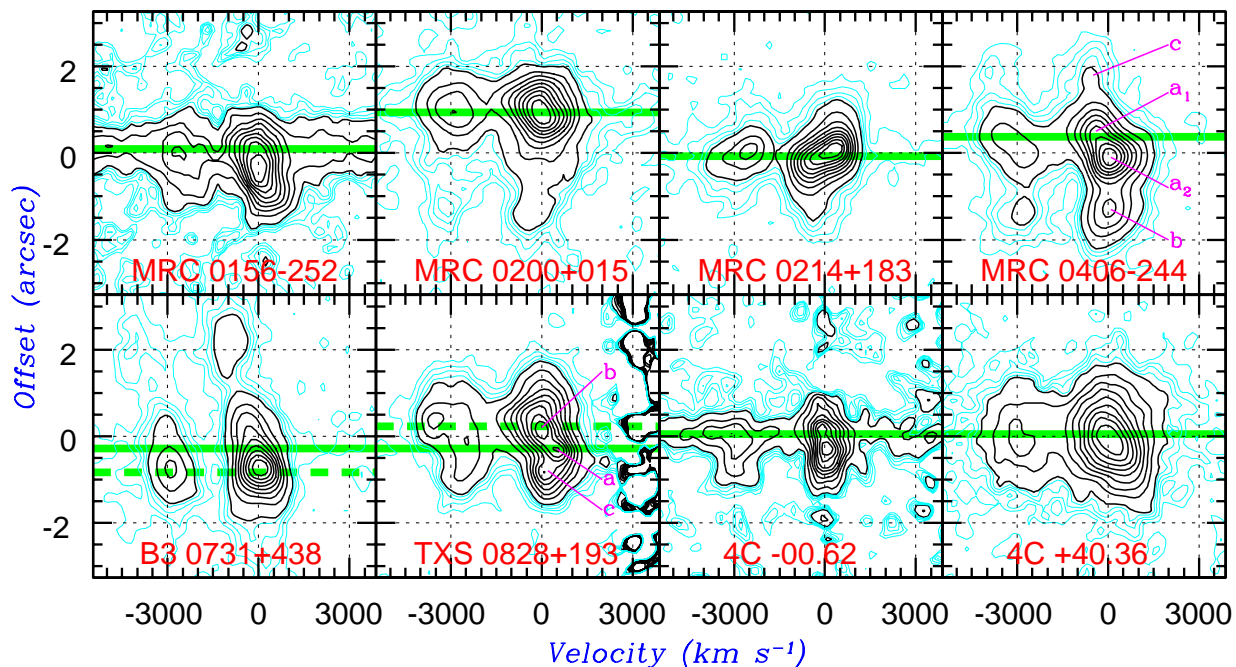 c
a₁
a₂
b
2
0
-2
MRC 0156-252
MRC 0200+015
MRC 0214+183
MRC 0406-244
Offset (arcsec)
b
a
c
2
0
-2
B3 0731+438
TXS 0828+193
4C -00.62
4C +40.36
-3000 0 3000 -3000 0 3000 -3000 0 3000 -3000 0 3000
Velocity (km s⁻¹)